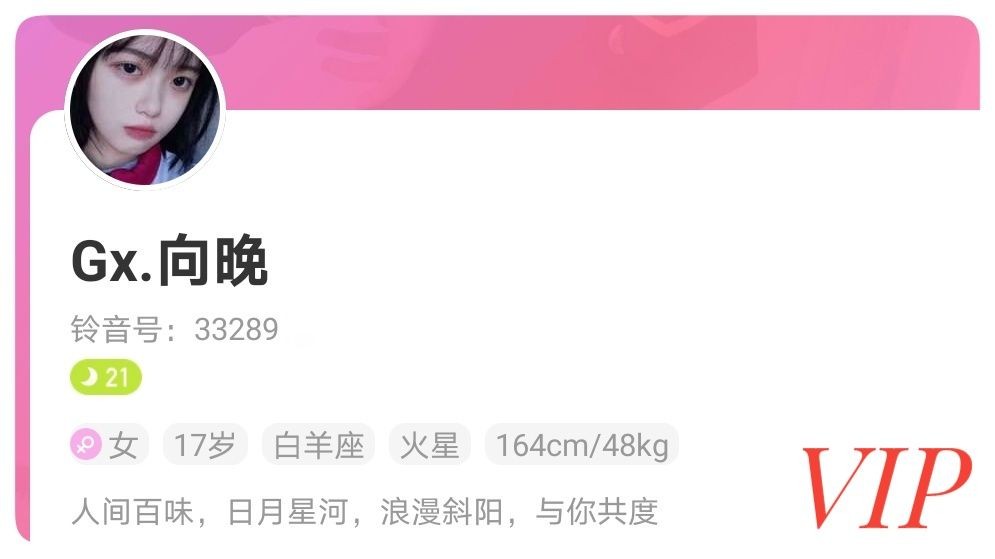 Gx.向晚
铃音号：33289
21
女 17岁 白羊座 火星 164cm/48kg
人间百味，日月星河，浪漫斜阳，与你共度
VIP